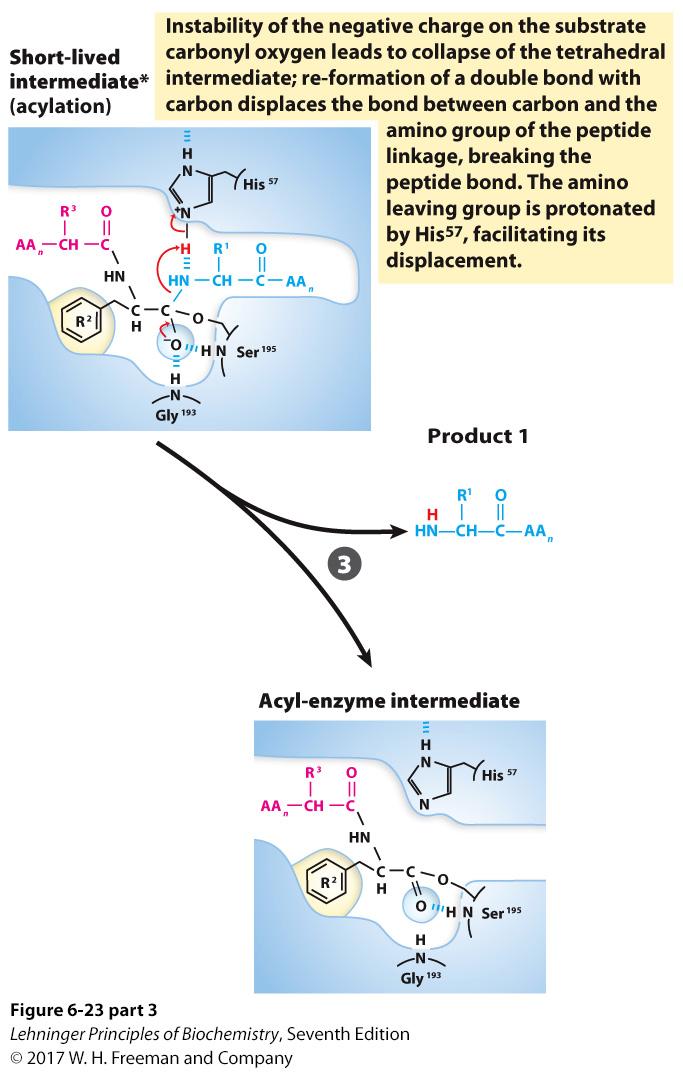 Short-lived
intermediate*
(acylation)
Instability of the negative charge on the substrate
carbonyl oxygen leads to collapse of the tetrahedral
intermediate; re-formation of a double bond with
carbon displaces the bond between carbon and the
amino group of the peptide
linkage, breaking the
peptide bond. The amino
leaving group is protonated
by His57, facilitating its
displacement.
H
N
His 57
+N
R3 O
H
R1 O
AAn—CH—C
HN
HN—CH—C—AAn
R2
C—C—O
H
−O
H N Ser 195
H
N
Gly 193
Product 1
R1 O
H
HN—CH—C—AAn
3
Acyl-enzyme intermediate
H
N
His 57
R3 O
N
AAn—CH—C
HN
R2
C—C—O
H
O H N Ser 195
H
N
Gly 193
Figure 6-23 part 3
Lehninger Principles of Biochemistry, Seventh Edition
© 2017 W. H. Freeman and Company